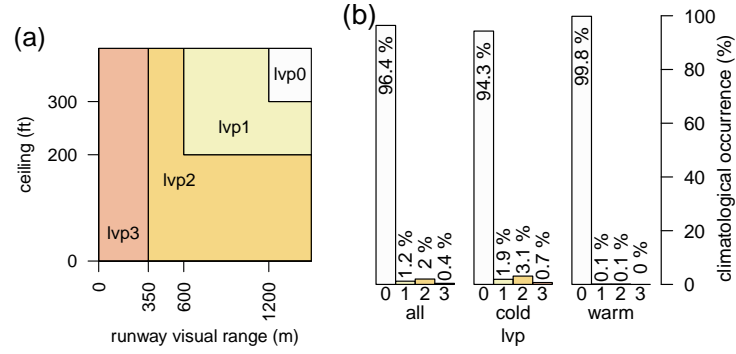 (a)
lvp0
lvp1
lvp2
lvp3
ceiling (ft)
300
200
0
0
350
600
1200
runway visual range (m)
(b)
96.4 %
1.2 %
2 %
0.4 %
94.3 %
1.9 %
3.1 %
0.7 %
99.8 %
0.1 %
0.1 %
0 %
0 1 2 3
0 1 2 3
0 1 2 3
all
cold
warm
lvp
100
80
60
40
20
0
climatological occurrence (%)